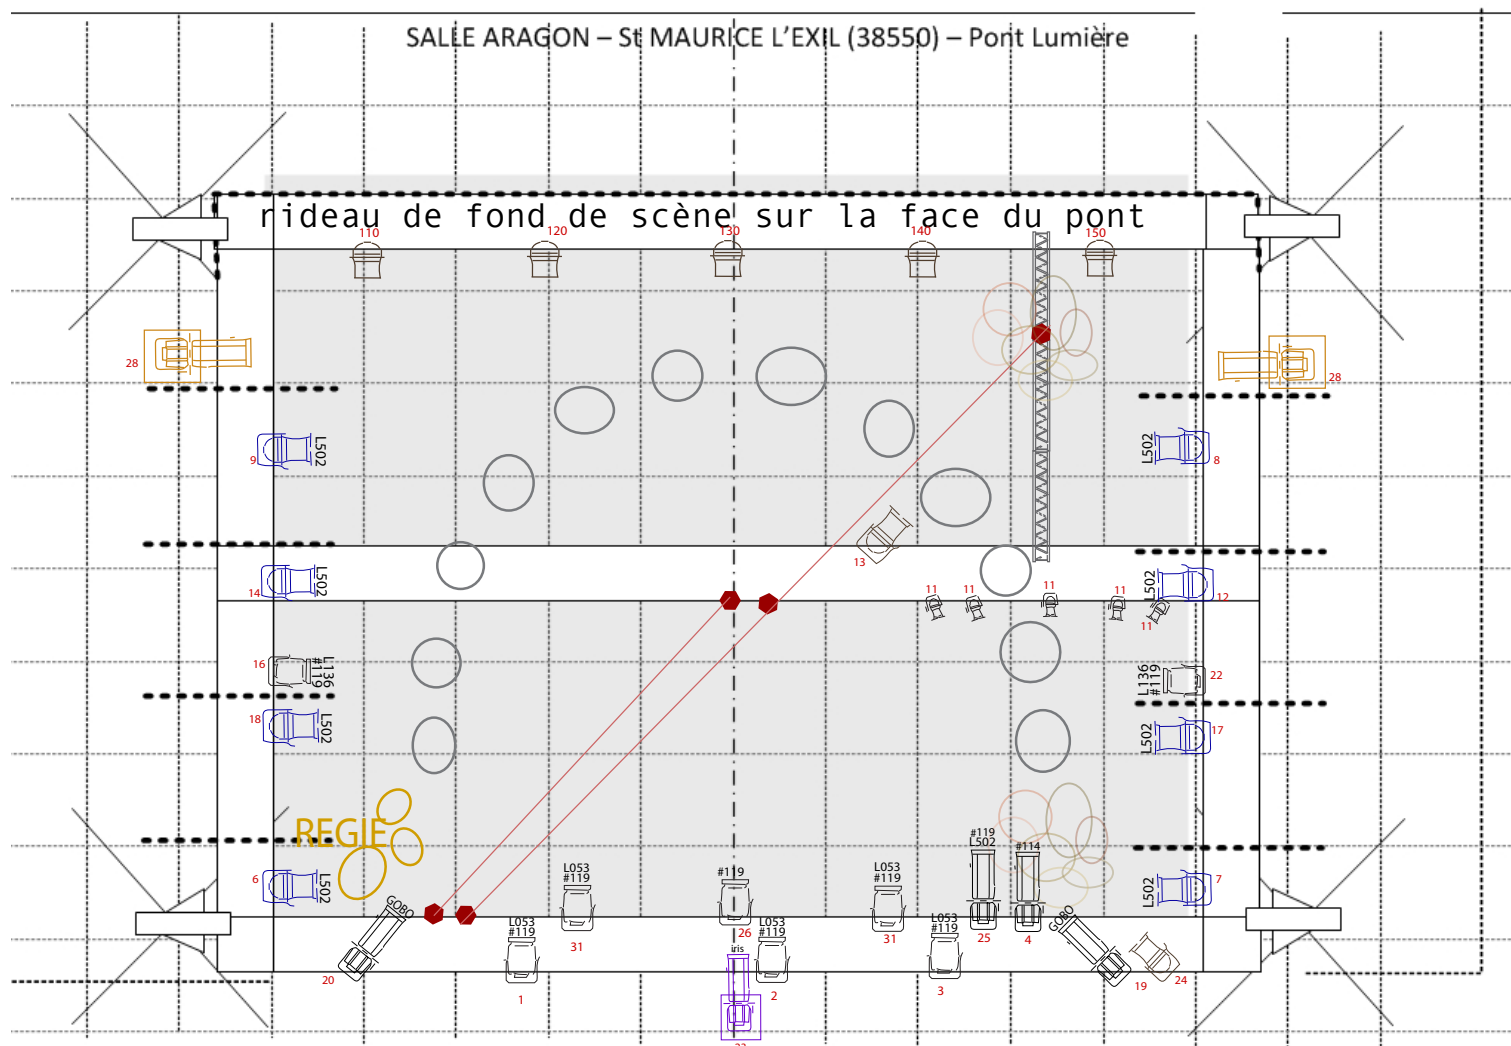 SALLE ARAGON – St MAURICE L'EXIL (38550) – Pont Lumière
rideau de fond de scène sur la face du pont
110
120
130
140
150
28
28
9
L502
L502
8
13
14
L502
11
11
11
11
11
L502
12
16
L136
#119
L136
#119
22
18
L502
L502
17
REGIE
6
L502
L502
7
GOBO
20
L053
#119
1
L053
#119
31
#119
26
iris
L053
#119
2
L053
#119
31
L053
#119
3
#119
L502
25
#114
4
GOBO
19
24